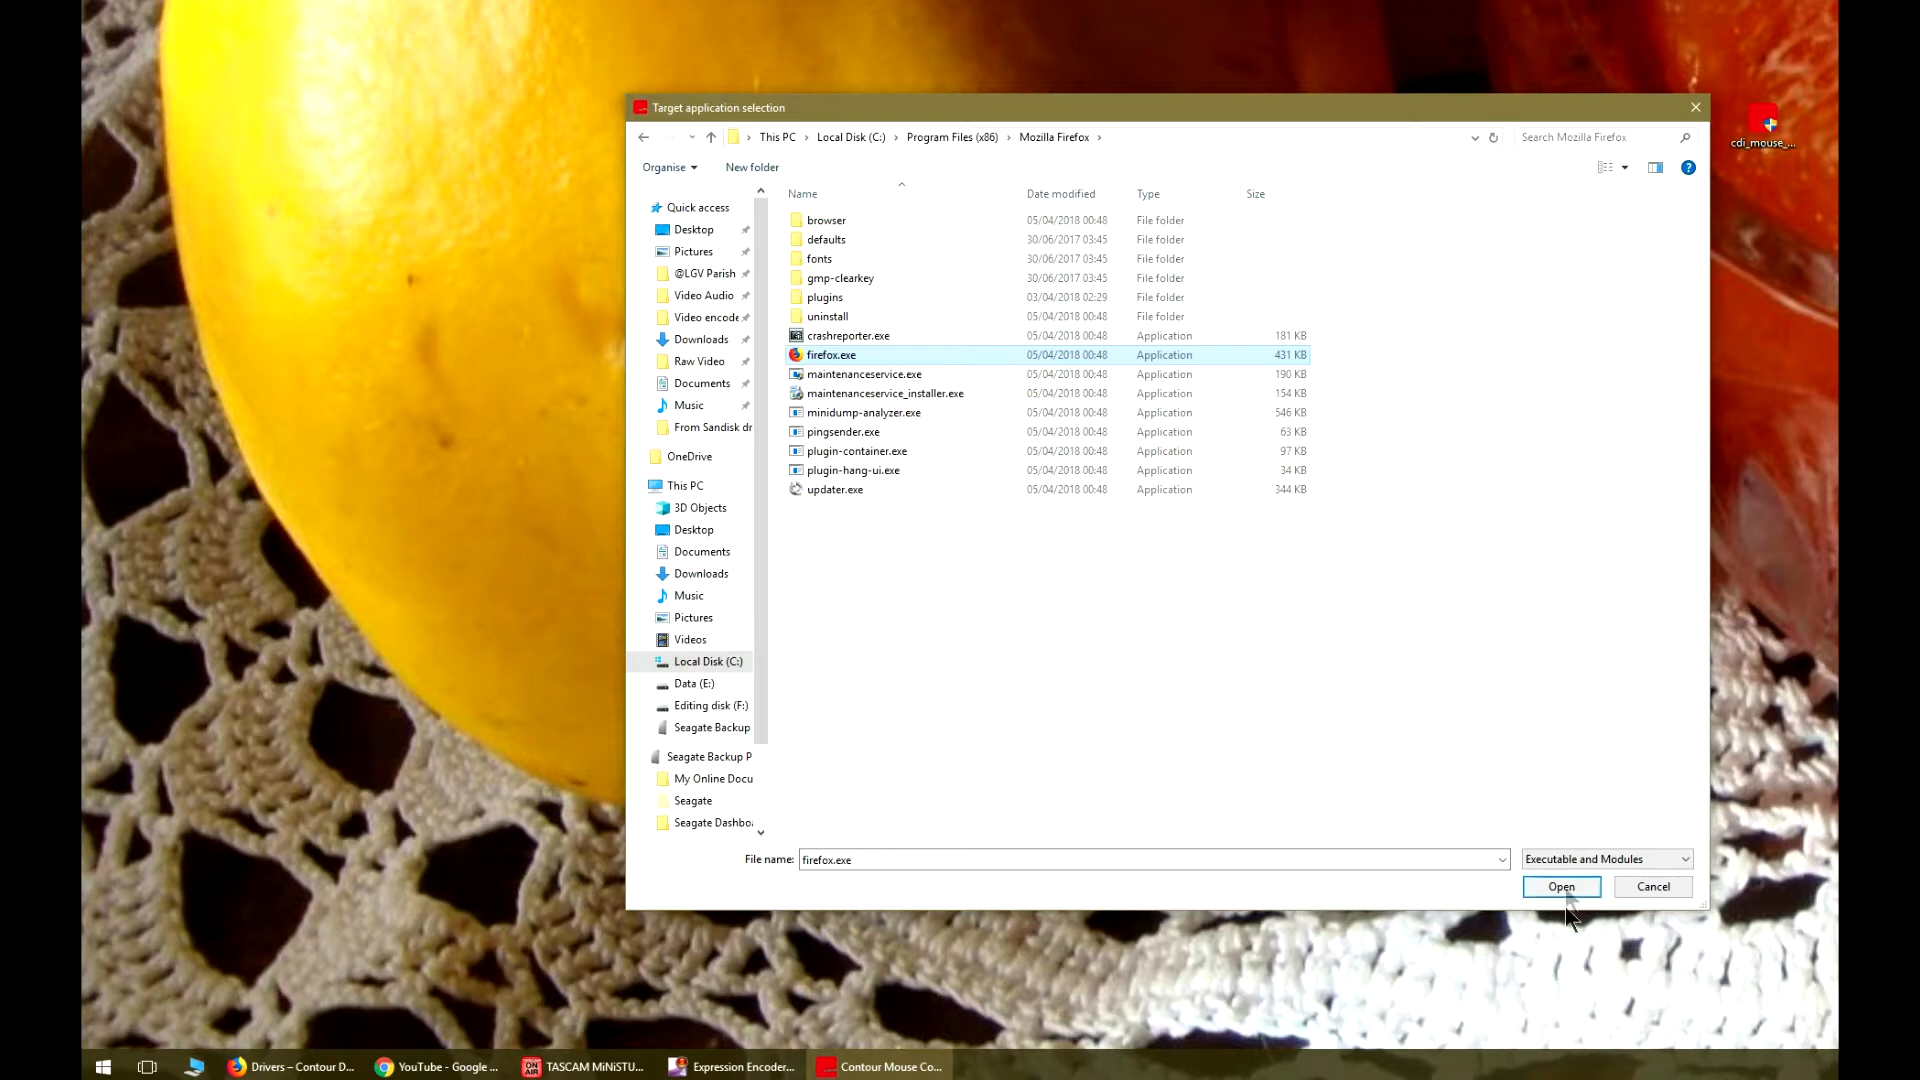 Target application selection
This PC > Local Disk (C:) > Program Files (x86) > Mozilla Firefox >
Search Mozilla Firefox
cdi_mouse_...
Organise
New folder
Name Date modified Type Size
Quick access
Desktop
Pictures
@LGV Parish
Video Audio
Video encode
Downloads
Raw Video
Documents
Music
From Sandisk dr
OneDrive
This PC
3D Objects
Desktop
Documents
Downloads
Music
Pictures
Videos
Local Disk (C:)
Data (E:)
Editing disk (F:)
Seagate Backup
Seagate Backup P
My Online Docu
Seagate
Seagate Dashbo
browser 05/04/2018 00:48 File folder
defaults 30/06/2017 03:45 File folder
fonts 30/06/2017 03:45 File folder
gmp-clearkey 30/06/2017 03:45 File folder
plugins 03/04/2018 02:29 File folder
uninstall 05/04/2018 00:48 File folder
crashreporter.exe 05/04/2018 00:48 Application 181 KB
firefox.exe 05/04/2018 00:48 Application 431 KB
maintenanceservice.exe 05/04/2018 00:48 Application 190 KB
maintenanceservice_installer.exe 05/04/2018 00:48 Application 154 KB
minidump-analyzer.exe 05/04/2018 00:48 Application 546 KB
pingsender.exe 05/04/2018 00:48 Application 63 KB
plugin-container.exe 05/04/2018 00:48 Application 97 KB
plugin-hang-ui.exe 05/04/2018 00:48 Application 34 KB
updater.exe 05/04/2018 00:48 Application 344 KB
File name: firefox.exe
Executable and Modules
Open
Cancel
Drivers – Contour D...
YouTube - Google ...
ON AIR
TASCAM MiNiSTU...
Expression Encoder...
Contour Mouse Co...